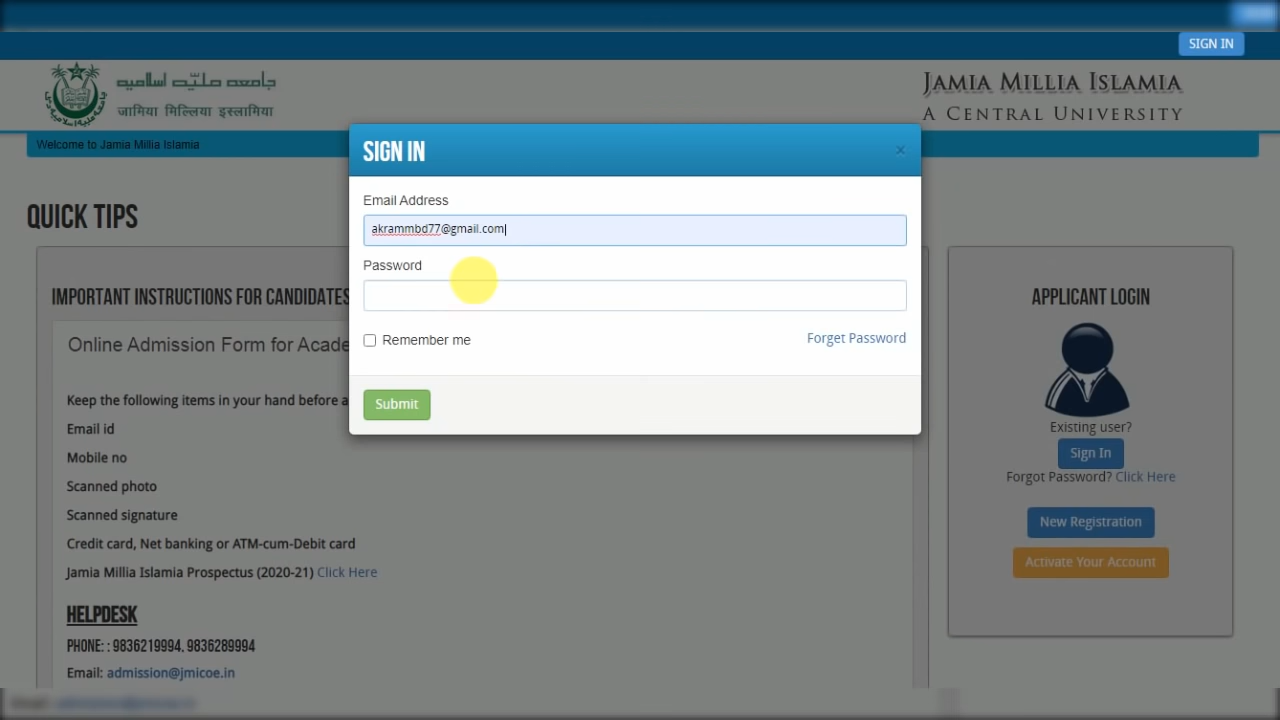 SIGN IN
جامعہ ملیہ اسلامیہ
जामिया मिल्लिया इस्लामिया
JAMIA MILLIA ISLAMIA
A CENTRAL UNIVERSITY
Welcome to Jamia Millia Islamia
QUICK TIPS
IMPORTANT INSTRUCTIONS FOR CANDIDATES
Online Admission Form for Acade
Keep the following items in your hand before a
Email id
Mobile no
Scanned photo
Scanned signature
Credit card, Net banking or ATM-cum-Debit card
Jamia Millia Islamia Prospectus (2020-21) Click Here
HELPDESK
PHONE: : 9836219994, 9836289994
Email: admission@jmicoe.in
SIGN IN
×
Email Address
akrammbd77@gmail.com
Password
Remember me
Forget Password
Submit
APPLICANT LOGIN
Existing user?
Sign In
Forgot Password? Click Here
New Registration
Activate Your Account